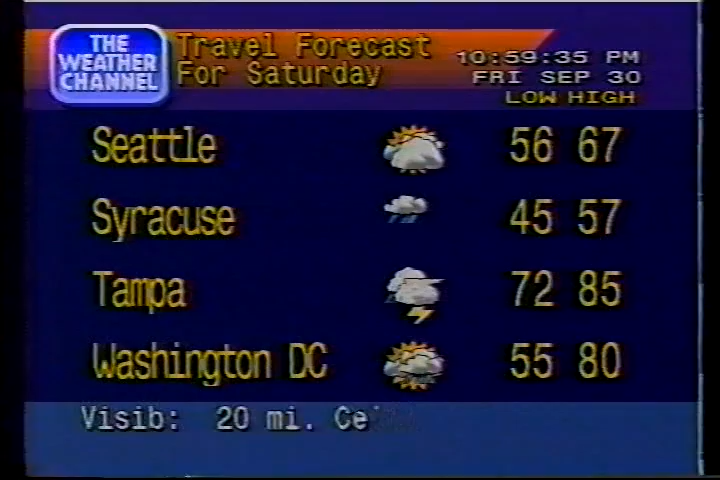 THE
WEATHER
CHANNEL
Travel Forecast
For Saturday
10:59:35 PM
FRI SEP 30
LOW HIGH
Seattle 56 67
Syracuse 45 57
Tampa 72 85
Washington DC 55 80
Visib: 20 mi. Ce